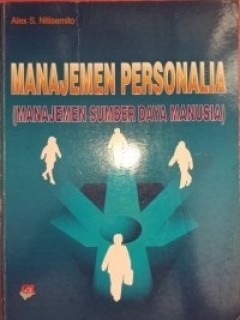 Alex S. Nitisemito
MANAJEMEN PERSONALIA
(MANAJEMEN SUMBER DAYA MANUSIA)